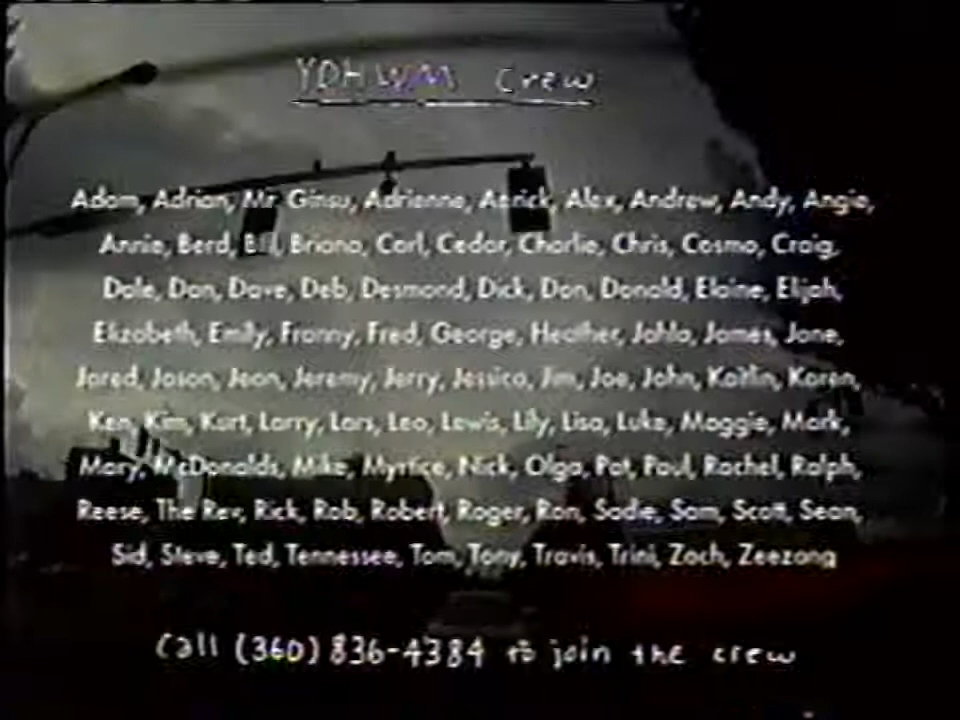 YDHWM Crew
Adam, Adrian, Mr. Ginsu, Adrienne, Aerick, Alex, Andrew, Andy, Angie,
Annie, Berd, Bill, Briana, Carl, Cedar, Charlie, Chris, Cosmo, Craig,
Dale, Dan, Dave, Deb, Desmond, Dick, Don, Donald, Elaine, Elijah,
Elizabeth, Emily, Franny, Fred, George, Heather, Jahla, James, Jane,
Jared, Jason, Jean, Jeremy, Jerry, Jessica, Jim, Joe, John, Kaitlin, Karen,
Ken, Kim, Kurt, Larry, Lars, Leo, Lewis, Lily, Lisa, Luke, Maggie, Mark,
Mary, McDonalds, Mike, Myrtice, Nick, Olga, Pat, Paul, Rachel, Ralph,
Reese, The Rev, Rick, Rob, Robert, Roger, Ron, Sadie, Sam, Scott, Sean,
Sid, Steve, Ted, Tennessee, Tom, Tony, Travis, Trini, Zach, Zeezang
Call (360) 836-4384 to join the crew